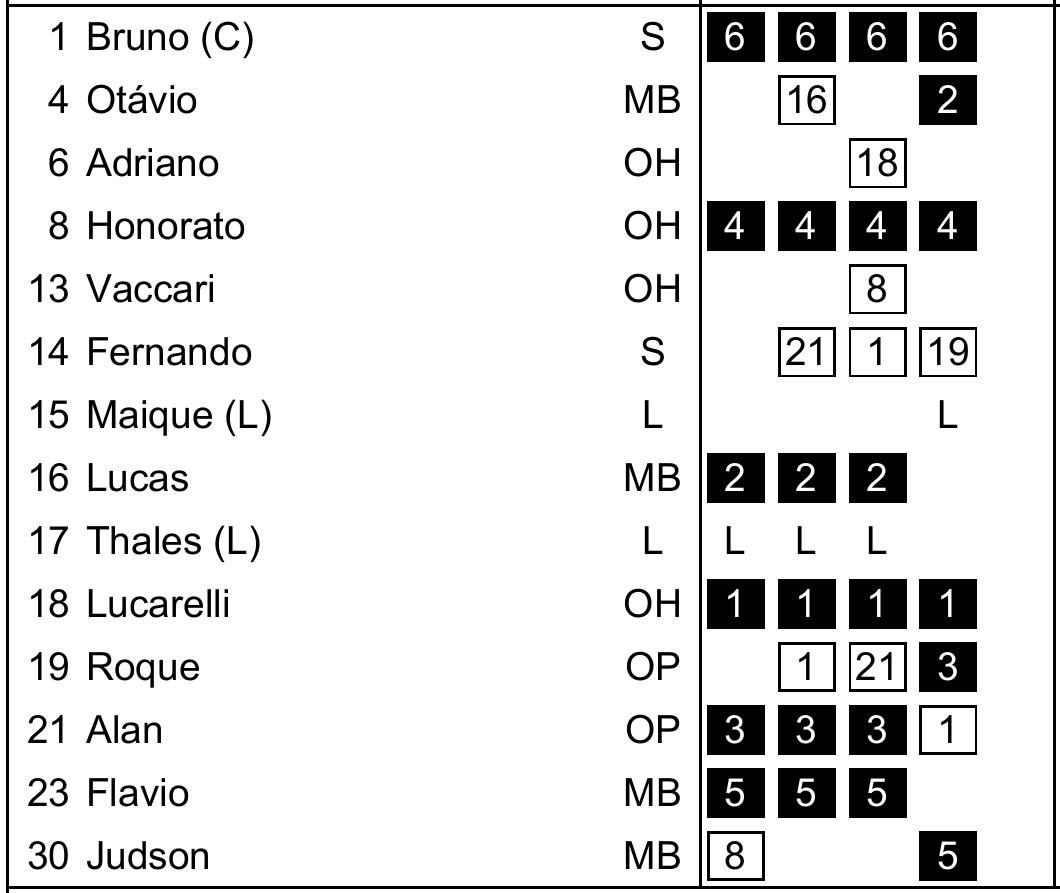 1 Bruno (C) S 6 6 6 6
4 Otávio MB 16 2
6 Adriano OH 18
8 Honorato OH 4 4 4 4
13 Vaccari OH 8
14 Fernando S 21 1 19
15 Maique (L) L L
16 Lucas MB 2 2 2
17 Thales (L) L L L L
18 Lucarelli OH 1 1 1 1
19 Roque OP 1 21 3
21 Alan OP 3 3 3 1
23 Flavio MB 5 5 5
30 Judson MB 8 5